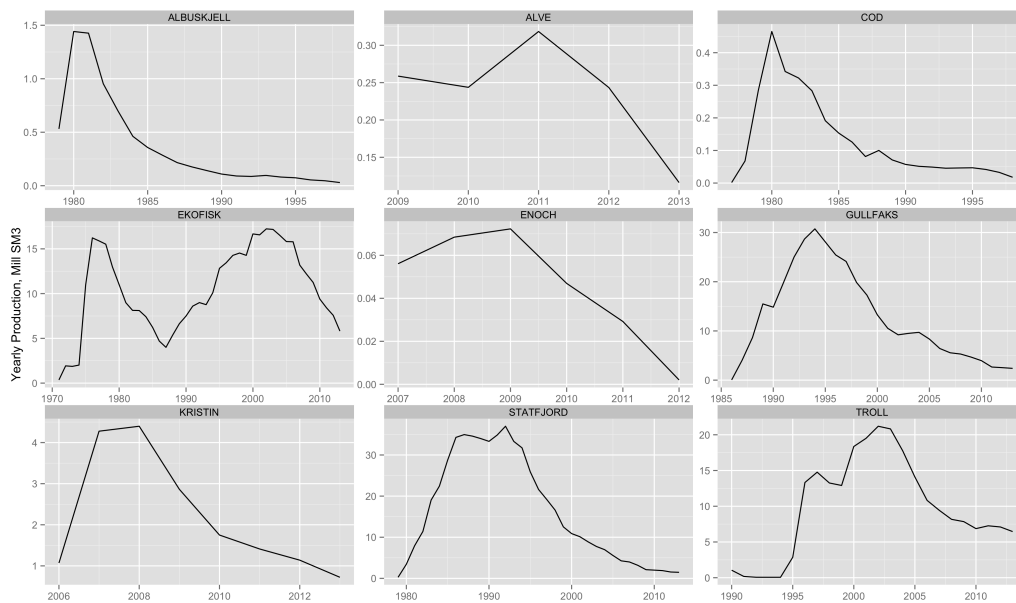 ALBUSKJELL ALVE COD
1.5
1.0
0.5
0.0
0.30
0.25
0.20
0.15
0.4
0.3
0.2
0.1
0.0
1980 1985 1990 1995
2009 2010 2011 2012 2013
1980 1985 1990 1995
Yearly Production, Mill SM3
EKOFISK ENOCH GULLFAKS
15
10
5
0
0.06
0.04
0.02
0.00
30
20
10
0
1970 1980 1990 2000 2010
2007 2008 2009 2010 2011 2012
1985 1990 1995 2000 2005 2010
KRISTIN STATFJORD TROLL
4
3
2
1
30
20
10
0
20
15
10
5
0
2006 2008 2010 2012
1980 1990 2000 2010
1990 1995 2000 2005 2010